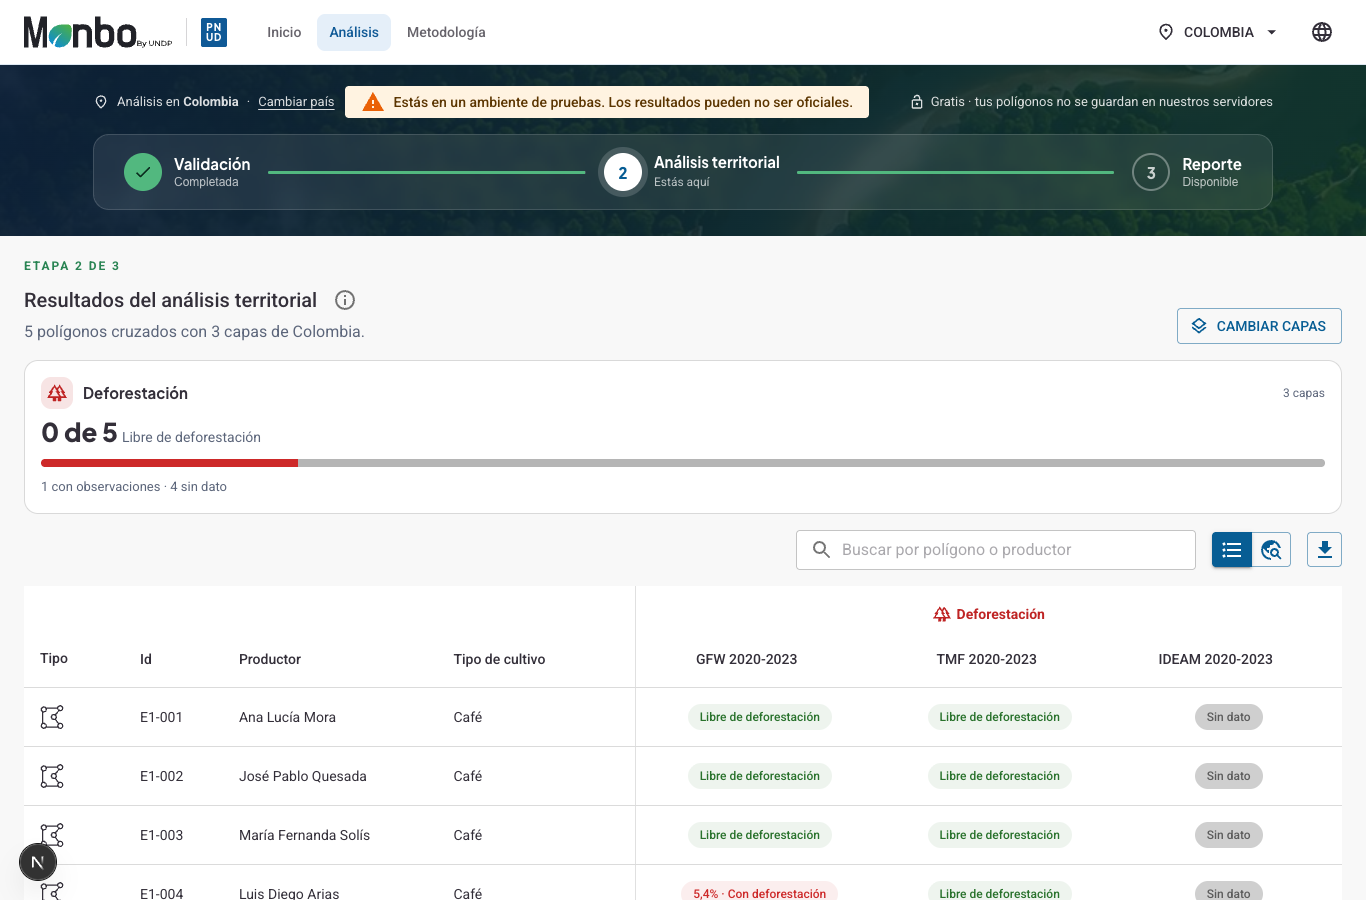 Monbo By UNDP
PN
UD
Inicio
Análisis
Metodología
COLOMBIA
Análisis en Colombia · Cambiar país
Estás en un ambiente de pruebas. Los resultados pueden no ser oficiales.
Gratis · tus polígonos no se guardan en nuestros servidores
Validación
Completada
2
Análisis territorial
Estás aquí
3
Reporte
Disponible
ETAPA 2 DE 3
Resultados del análisis territorial
5 polígonos cruzados con 3 capas de Colombia.
CAMBIAR CAPAS
Deforestación
3 capas
0 de 5 Libre de deforestación
1 con observaciones · 4 sin dato
Buscar por polígono o productor
Deforestación
Tipo Id Productor Tipo de cultivo GFW 2020-2023 TMF 2020-2023 IDEAM 2020-2023
E1-001 Ana Lucía Mora Café Libre de deforestación Libre de deforestación Sin dato
E1-002 José Pablo Quesada Café Libre de deforestación Libre de deforestación Sin dato
E1-003 María Fernanda Solís Café Libre de deforestación Libre de deforestación Sin dato
N
E1-004 Luis Diego Arias Café 5,4% · Con deforestación Libre de deforestación Sin dato